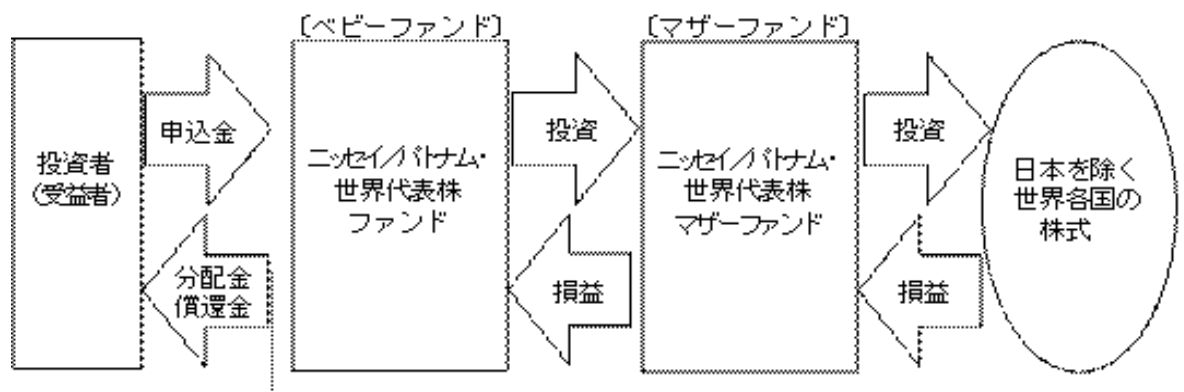 〔ベビーファンド〕
〔マザーファンド〕
投資者
(受益者)
申込金
分配金
償還金
ニッセイ/パトナム・
世界代表株
ファンド
投資
損益
ニッセイ/パトナム・
世界代表株
マザーファンド
投資
損益
日本を除く
世界各国の
株式